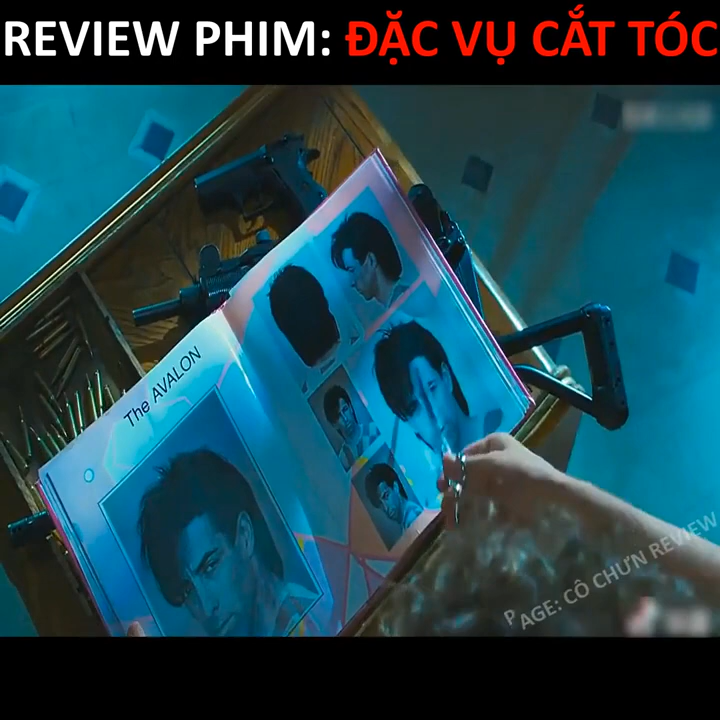 REVIEW PHIM: ĐẶC VỤ CẮT TÓC
The AVALON
PAGE: CÔ CHƯN REVIEW